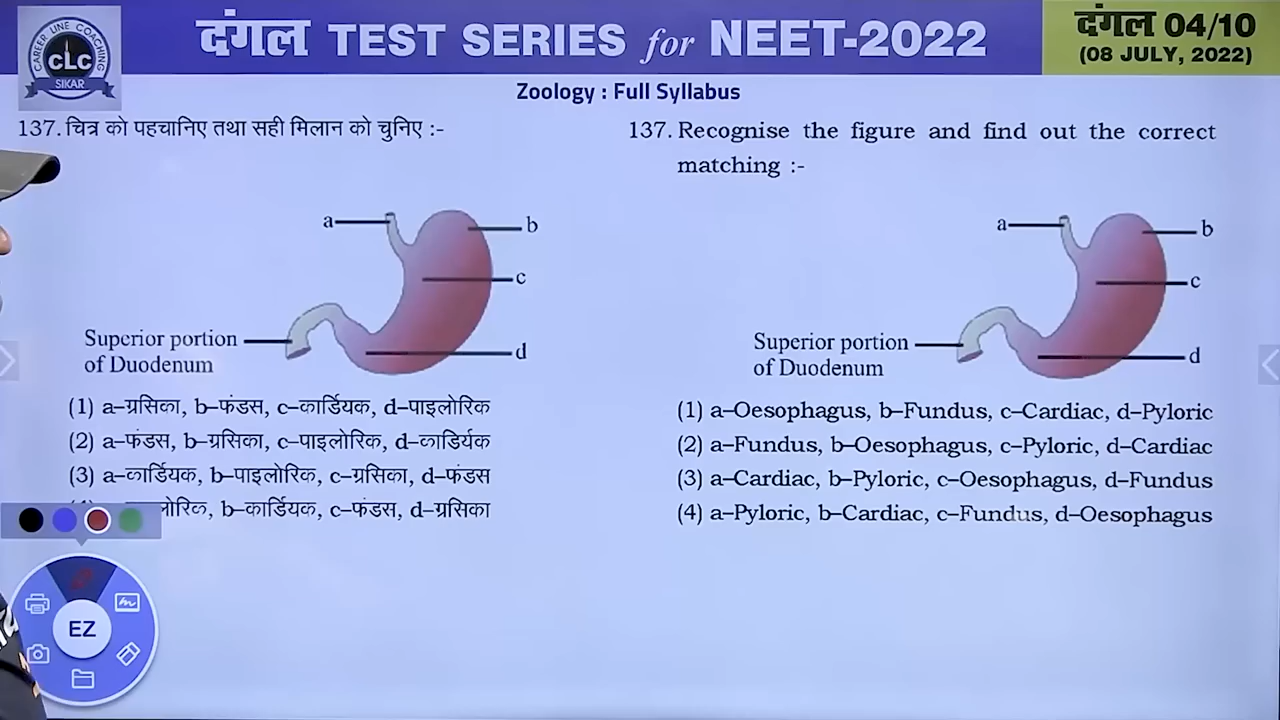 CAREER LINE COACHING
CLC
SIKAR
दंगल TEST SERIES for NEET-2022
दंगल 04/10
(08 JULY, 2022)
Zoology : Full Syllabus
137. चित्र को पहचानिए तथा सही मिलान को चुनिए :-
a
b
c
Superior portion
of Duodenum
d
(1) a–ग्रसिका, b–फंडस, c–कार्डियक, d–पाइलोरिक
(2) a–फंडस, b–ग्रसिका, c–पाइलोरिक, d–कार्डियक
(3) a–कार्डियक, b–पाइलोरिक, c–ग्रसिका, d–फंडस
b–कार्डियक, c–फंडस, d–ग्रसिका
137. Recognise the figure and find out the correct
matching :-
a
b
c
Superior portion
of Duodenum
d
(1) a–Oesophagus, b–Fundus, c–Cardiac, d–Pyloric
(2) a–Fundus, b–Oesophagus, c–Pyloric, d–Cardiac
(3) a–Cardiac, b–Pyloric, c–Oesophagus, d–Fundus
(4) a–Pyloric, b–Cardiac, c–Fundus, d–Oesophagus
EZ